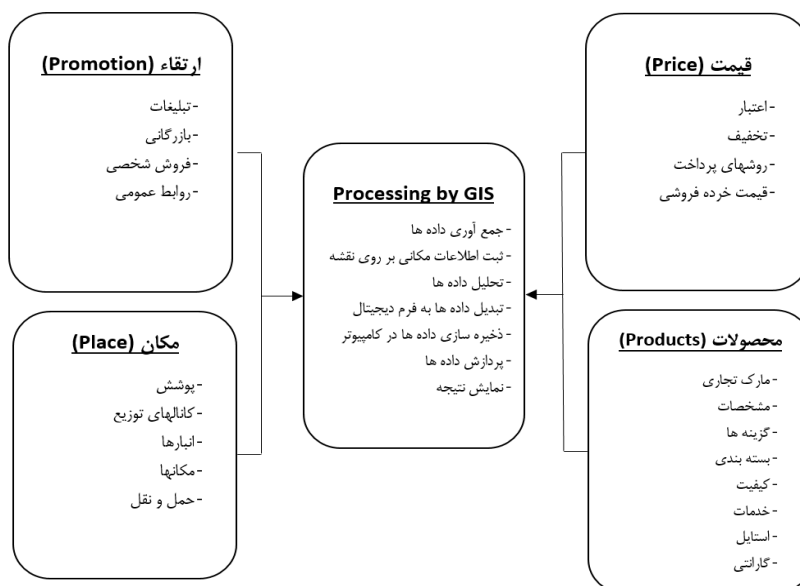 قیمت (Price)
-اعتبار
-تخفیف
-روشهای پرداخت
-قیمت خرده فروشی
محصولات (Products)
-مارک تجاری
-مشخصات
-گزینه ها
-بسته بندی
-کیفیت
-خدمات
-استایل
-گارانتی
Processing by GIS
-جمع آوری داده ها
-ثبت اطلاعات مکانی بر روی نقشه
-تحلیل داده ها
-تبدیل داده ها به فرم دیجیتال
-ذخیره سازی داده ها در کامپیوتر
-پردازش داده ها
-نمایش نتیجه
ارتقاء (Promotion)
-تبلیغات
-بازرگانی
-فروش شخصی
-روابط عمومی
مکان (Place)
-پوشش
-کانالهای توزیع
-انبارها
-مکانها
-حمل و نقل